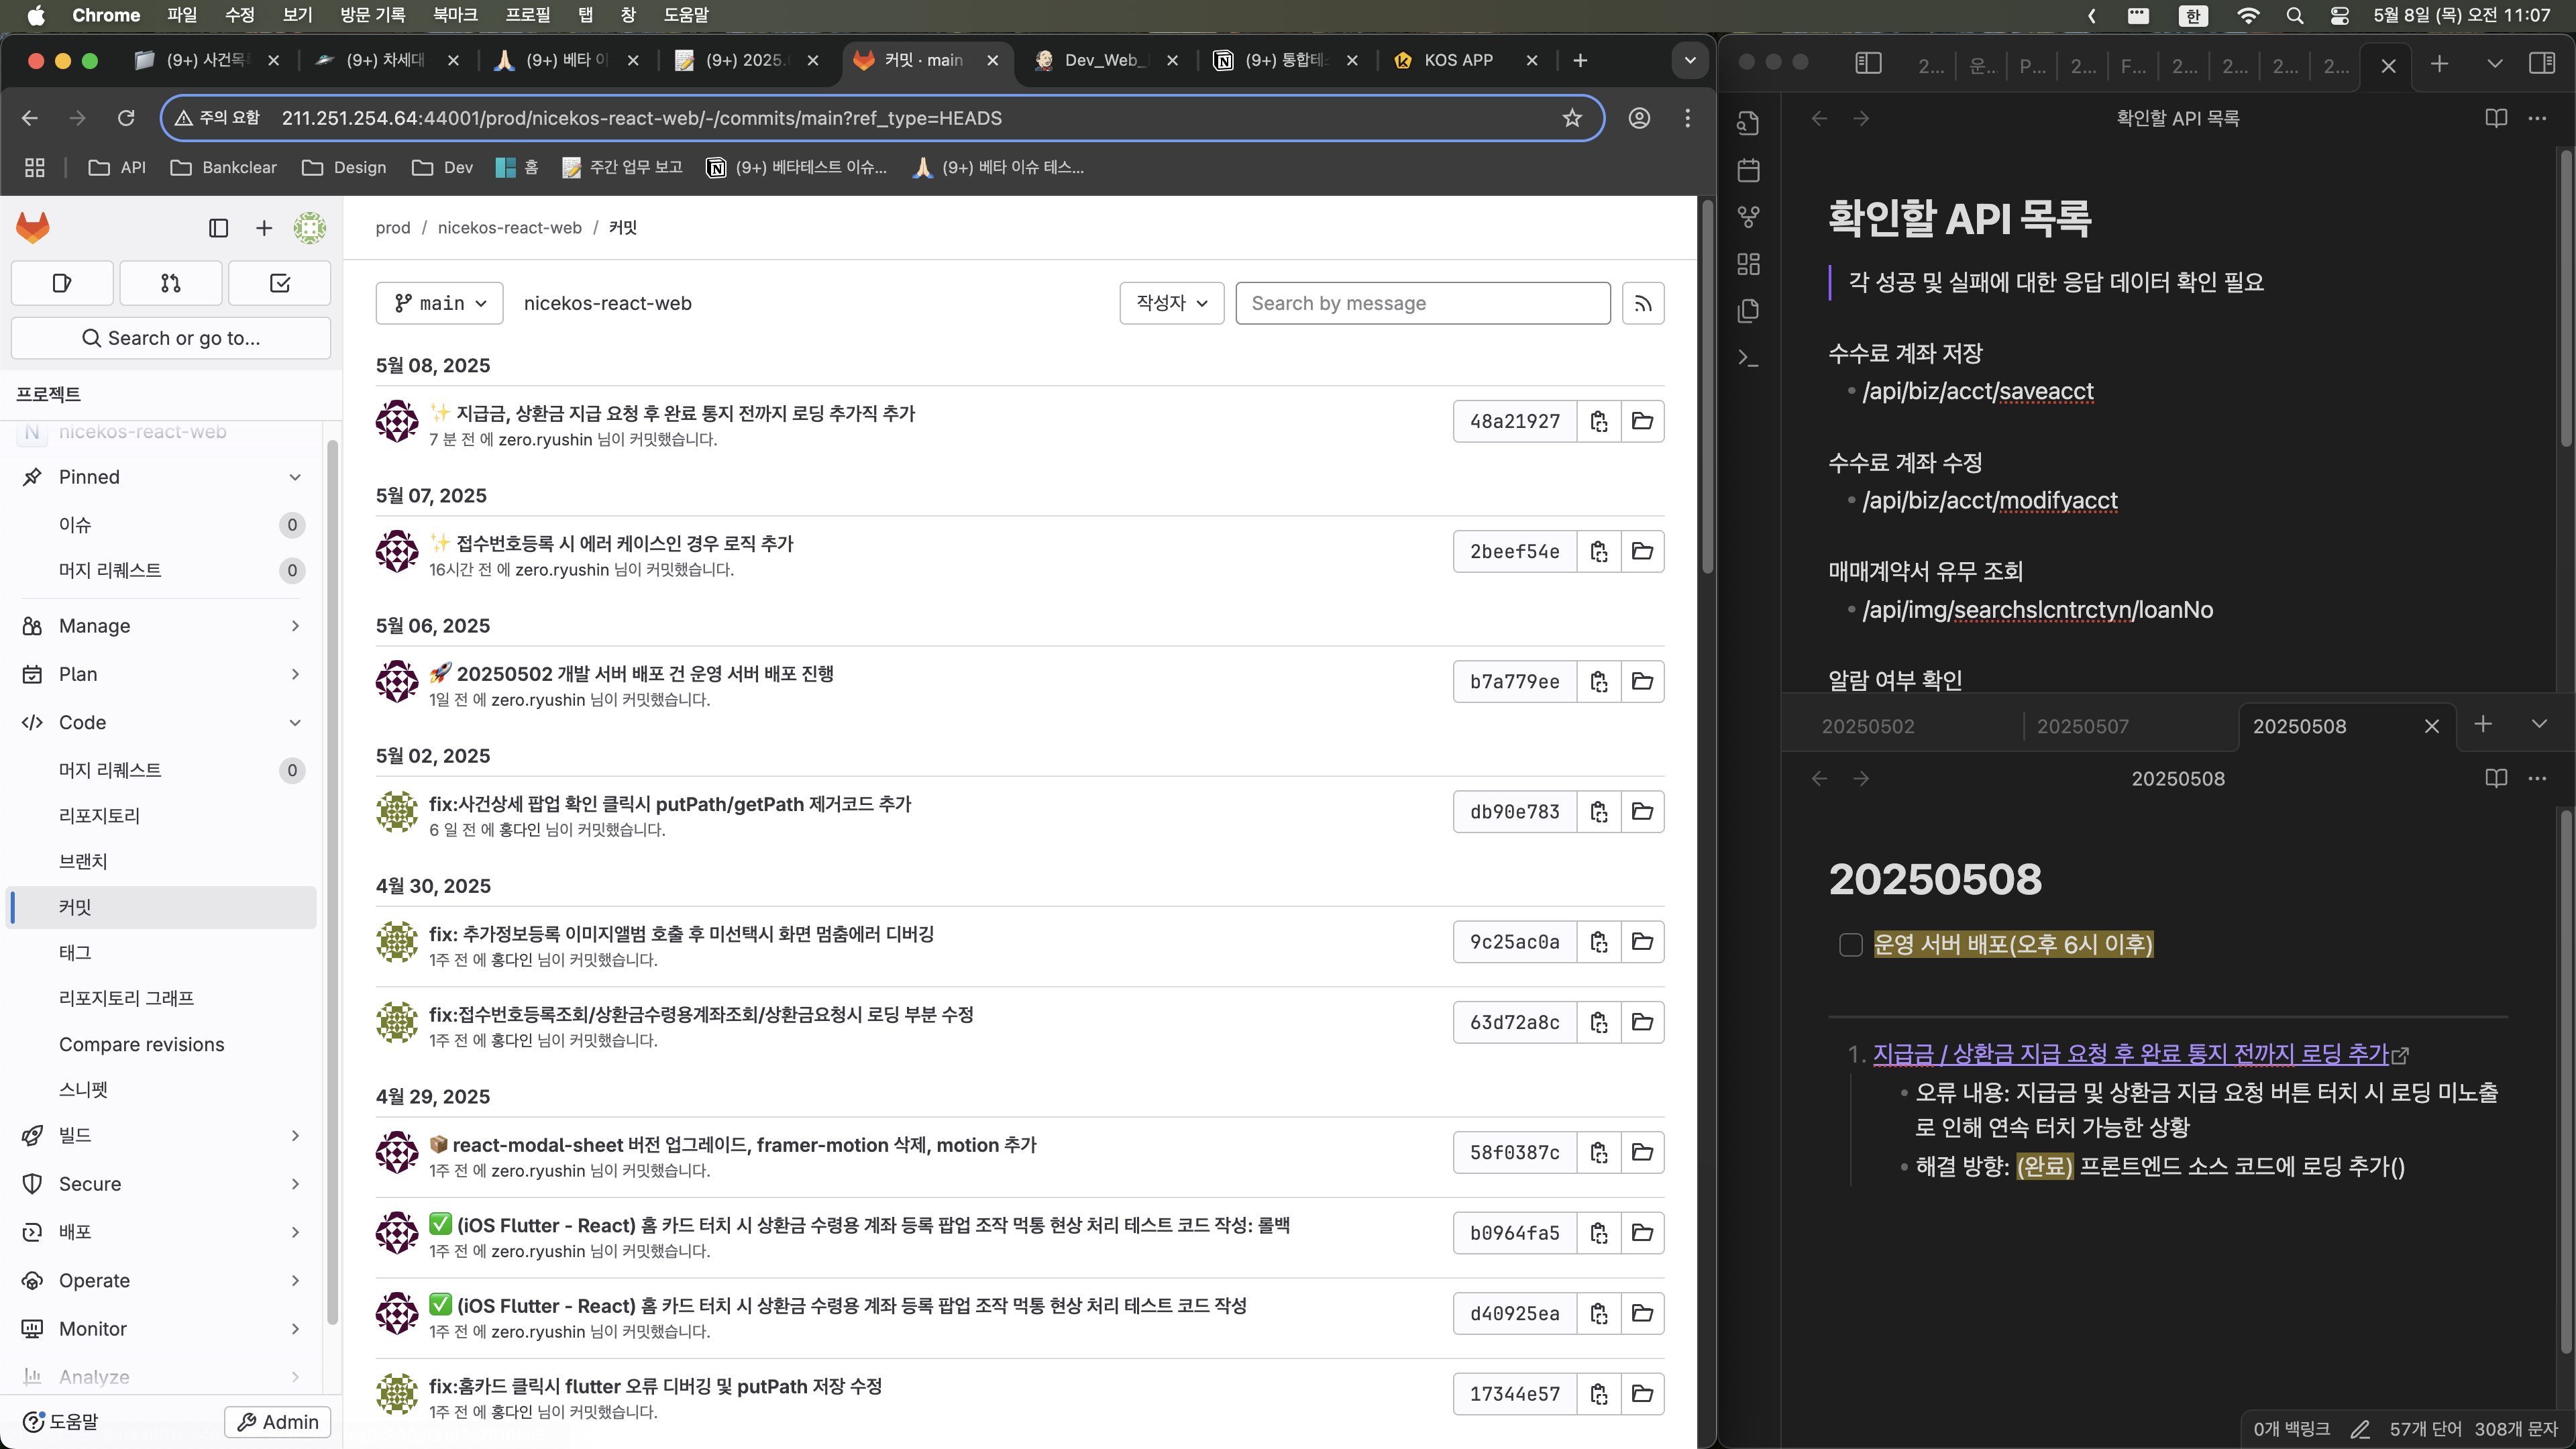 Chrome 파일 수정 보기 방문 기록 북마크 프로필 탭 창 도움말
한 5월 8일 (목) 오전 11:07
(9+) 사건목 (9+) 차세대 (9+) 베타 이 (9+) 2025. 커밋 · main Dev_Web_ (9+) 통합테 KOS APP
주의 요함 211.251.254.64:44001/prod/nicekos-react-web/-/commits/main?ref_type=HEADS
API Bankclear Design Dev 홈 주간 업무 보고 (9+) 베타테스트 이슈... (9+) 베타 이슈 테스...
Search or go to...
프로젝트
N nicekos-react-web
Pinned
이슈 0
머지 리퀘스트 0
Manage
Plan
Code
머지 리퀘스트 0
리포지토리
브랜치
커밋
태그
리포지토리 그래프
Compare revisions
스니펫
빌드
Secure
배포
Operate
Monitor
Analyze
도움말 Admin
prod / nicekos-react-web / 커밋
main nicekos-react-web 작성자 Search by message
5월 08, 2025
✨ 지급금, 상환금 지급 요청 후 완료 통지 전까지 로딩 추가직 추가 48a21927
7 분 전 에 zero.ryushin 님이 커밋했습니다.
5월 07, 2025
✨ 접수번호등록 시 에러 케이스인 경우 로직 추가 2beef54e
16시간 전 에 zero.ryushin 님이 커밋했습니다.
5월 06, 2025
🚀 20250502 개발 서버 배포 건 운영 서버 배포 진행 b7a779ee
1일 전 에 zero.ryushin 님이 커밋했습니다.
5월 02, 2025
fix:사건상세 팝업 확인 클릭시 putPath/getPath 제거코드 추가 db90e783
6 일 전 에 홍다인 님이 커밋했습니다.
4월 30, 2025
fix: 추가정보등록 이미지앨범 호출 후 미선택시 화면 멈춤에러 디버깅 9c25ac0a
1주 전 에 홍다인 님이 커밋했습니다.
fix:접수번호등록조회/상환금수령용계좌조회/상환금요청시 로딩 부분 수정 63d72a8c
1주 전 에 홍다인 님이 커밋했습니다.
4월 29, 2025
📦 react-modal-sheet 버전 업그레이드, framer-motion 삭제, motion 추가 58f0387c
1주 전 에 zero.ryushin 님이 커밋했습니다.
✅ (iOS Flutter - React) 홈 카드 터치 시 상환금 수령용 계좌 등록 팝업 조작 먹통 현상 처리 테스트 코드 작성: 롤백 b0964fa5
1주 전 에 zero.ryushin 님이 커밋했습니다.
✅ (iOS Flutter - React) 홈 카드 터치 시 상환금 수령용 계좌 등록 팝업 조작 먹통 현상 처리 테스트 코드 작성 d40925ea
1주 전 에 zero.ryushin 님이 커밋했습니다.
fix:홈카드 클릭시 flutter 오류 디버깅 및 putPath 저장 수정 17344e57
1주 전 에 홍다인 님이 커밋했습니다.
2... 운... P... 2... F... 2... 2... 2... 2...
확인할 API 목록
확인할 API 목록
각 성공 및 실패에 대한 응답 데이터 확인 필요
수수료 계좌 저장
• /api/biz/acct/saveacct
수수료 계좌 수정
• /api/biz/acct/modifyacct
매매계약서 유무 조회
• /api/img/searchslcntrctyn/loanNo
알람 여부 확인
20250502 20250507 20250508
20250508
20250508
운영 서버 배포(오후 6시 이후)
1. 지급금 / 상환금 지급 요청 후 완료 통지 전까지 로딩 추가
• 오류 내용: 지급금 및 상환금 지급 요청 버튼 터치 시 로딩 미노출
로 인해 연속 터치 가능한 상황
• 해결 방향: (완료) 프론트엔드 소스 코드에 로딩 추가()
0개 백링크 57개 단어 308개 문자